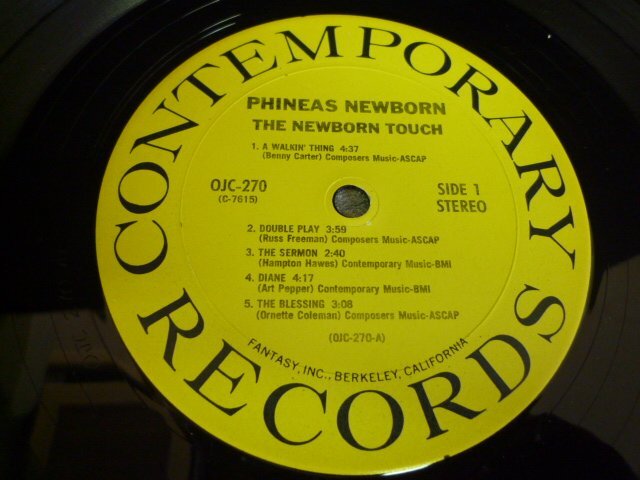 CONTEMPORARY
PHINEAS NEWBORN
THE NEWBORN TOUCH
1. A WALKIN' THING 4:37
(Benny Carter) Composers Music-ASCAP
OJC-270
(C-7615)
SIDE 1
STEREO
2. DOUBLE PLAY 3:59
(Russ Freeman) Composers Music-ASCAP
3. THE SERMON 2:40
(Hampton Hawes) Contemporary Music-BMI
4. DIANE 4:17
(Art Pepper) Contemporary Music-BMI
5. THE BLESSING 3:08
(Ornette Coleman) Composers Music-ASCAP
(OJC-270-A)
FANTASY, INC., BERKELEY, CALIFORNIA
RECORDS